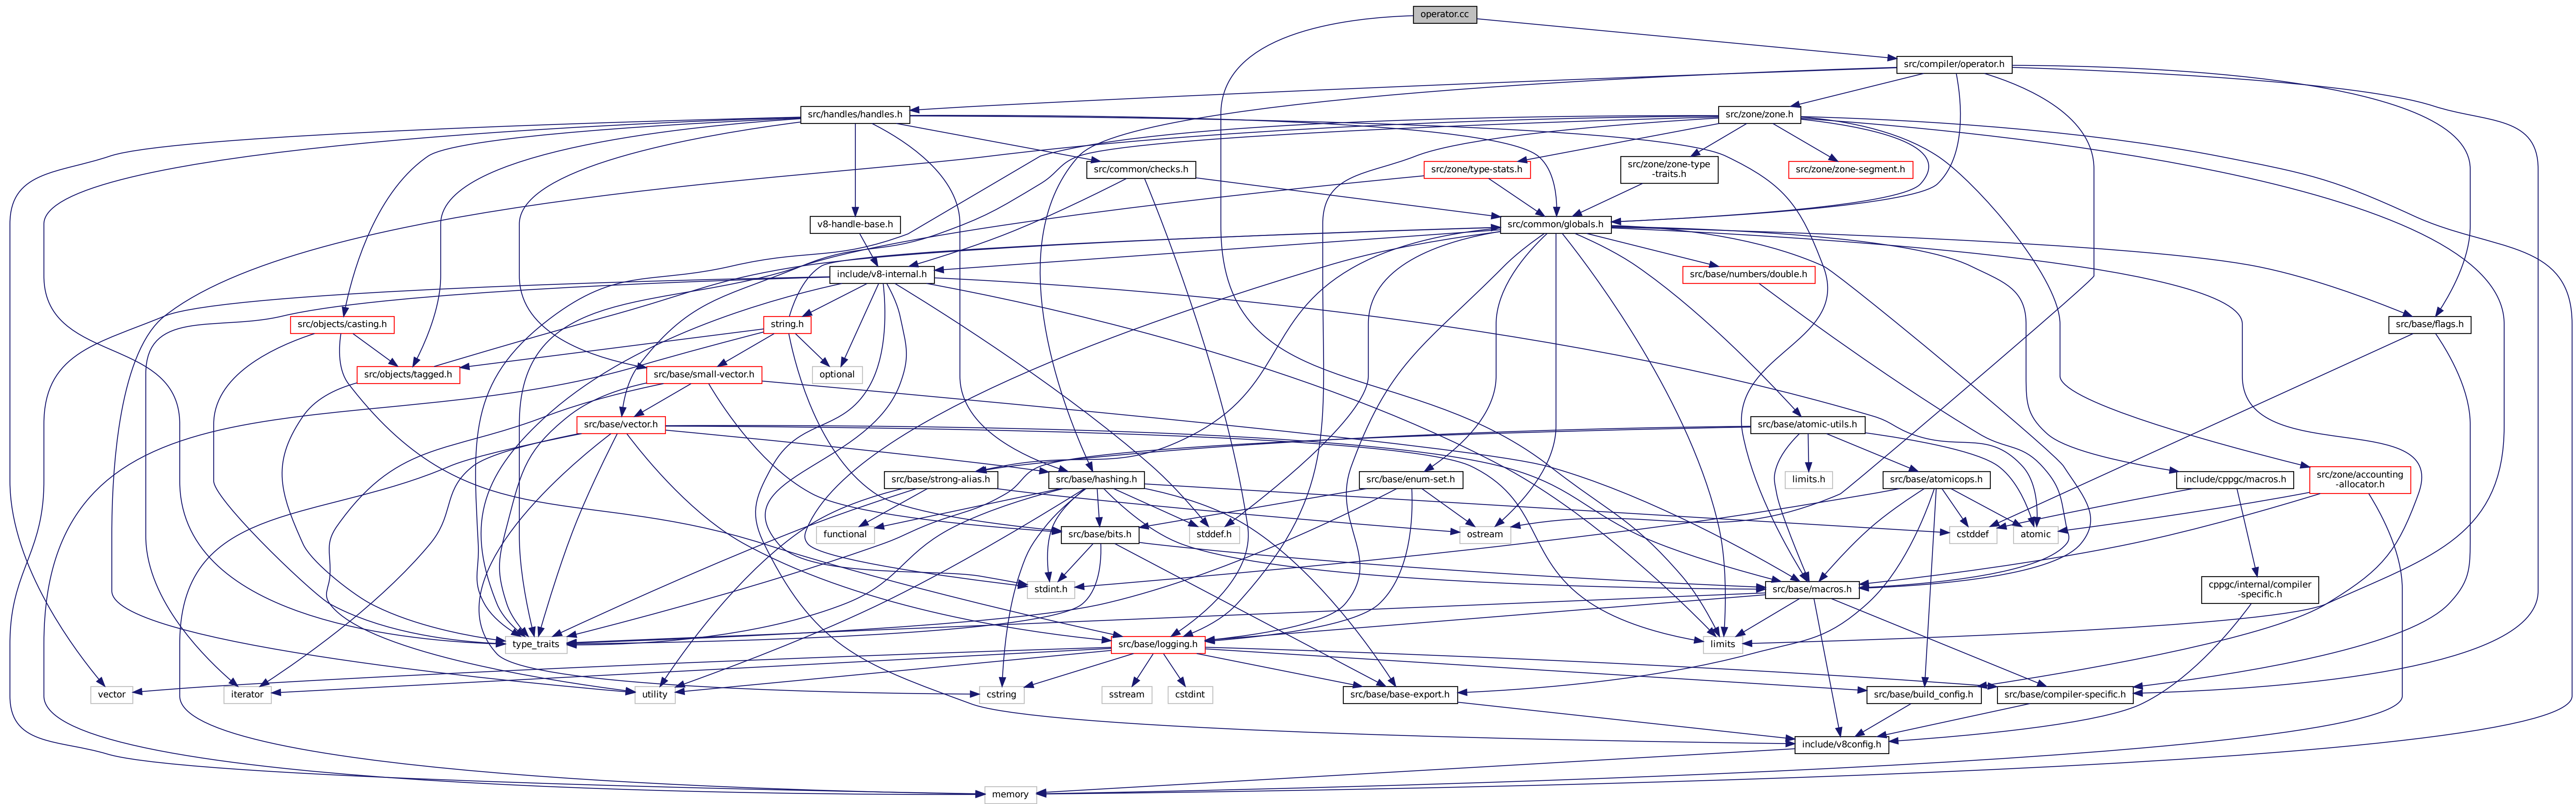 operator.cc
src/compiler/operator.h
src/handles/handles.h
src/zone/zone.h
src/common/checks.h
src/zone/type-stats.h
src/zone/zone-type
-traits.h
src/zone/zone-segment.h
v8-handle-base.h
src/common/globals.h
include/v8-internal.h
src/base/numbers/double.h
src/objects/casting.h
string.h
src/base/flags.h
src/objects/tagged.h
src/base/small-vector.h
optional
src/base/vector.h
src/base/atomic-utils.h
src/base/strong-alias.h
src/base/hashing.h
src/base/enum-set.h
limits.h
src/base/atomicops.h
include/cppgc/macros.h
src/zone/accounting
-allocator.h
functional
src/base/bits.h
stddef.h
ostream
cstddef
atomic
stdint.h
src/base/macros.h
cppgc/internal/compiler
-specific.h
type_traits
src/base/logging.h
limits
vector
iterator
utility
cstring
sstream
cstdint
src/base/base-export.h
src/base/build_config.h
src/base/compiler-specific.h
include/v8config.h
memory